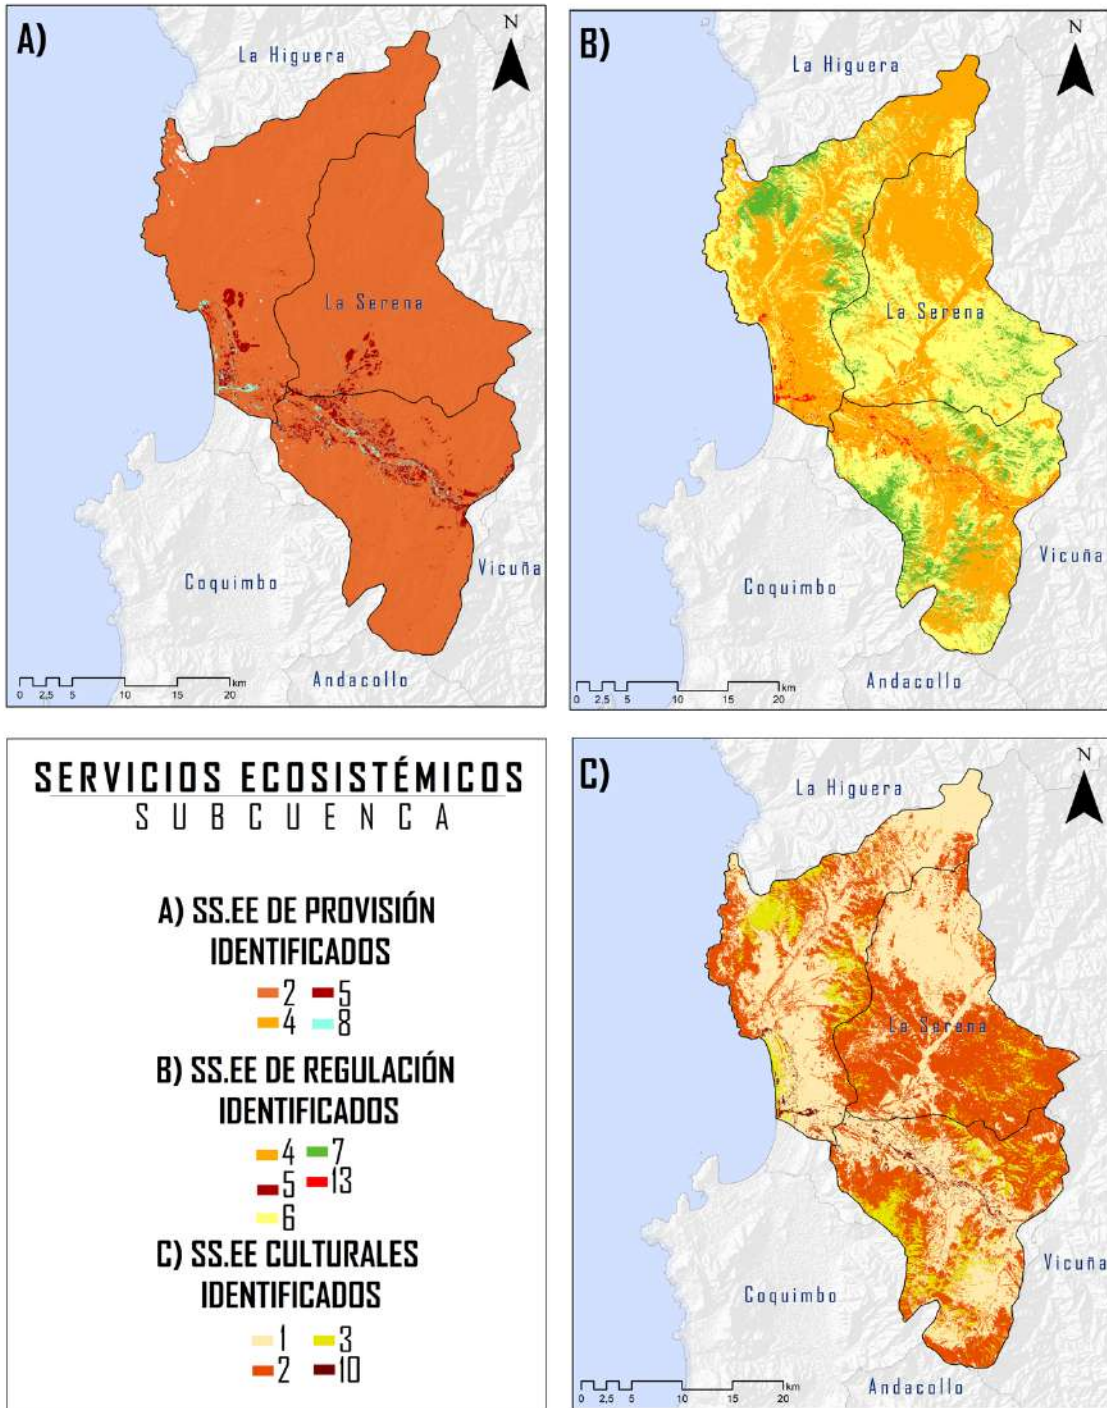 A)
N
La Higuera
La Serena
Coquimbo
Vicuña
Andacollo
0 2,5 5 10 15 20 km
B)
N
La Higuera
La Serena
Coquimbo
Vicuña
Andacollo
0 2,5 5 10 15 20 km
SERVICIOS ECOSISTÉMICOS
SUBCUENCA
A) SS.EE DE PROVISIÓN
IDENTIFICADOS
2 5
4 8
B) SS.EE DE REGULACIÓN
IDENTIFICADOS
4 7
5 13
6
C) SS.EE CULTURALES
IDENTIFICADOS
1 3
2 10
C)
N
La Higuera
La Serena
Coquimbo
Vicuña
Andacollo
0 2,5 5 10 15 20 km